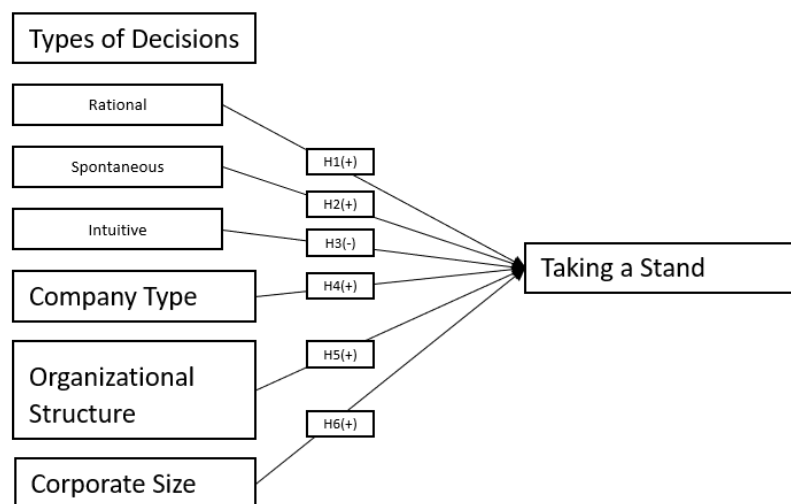 Types of Decisions
Rational
H1(+)
Spontaneous
H2(+)
Intuitive
H3(-)
Taking a Stand
Company Type
H4(+)
Organizational
Structure
H5(+)
H6(+)
Corporate Size